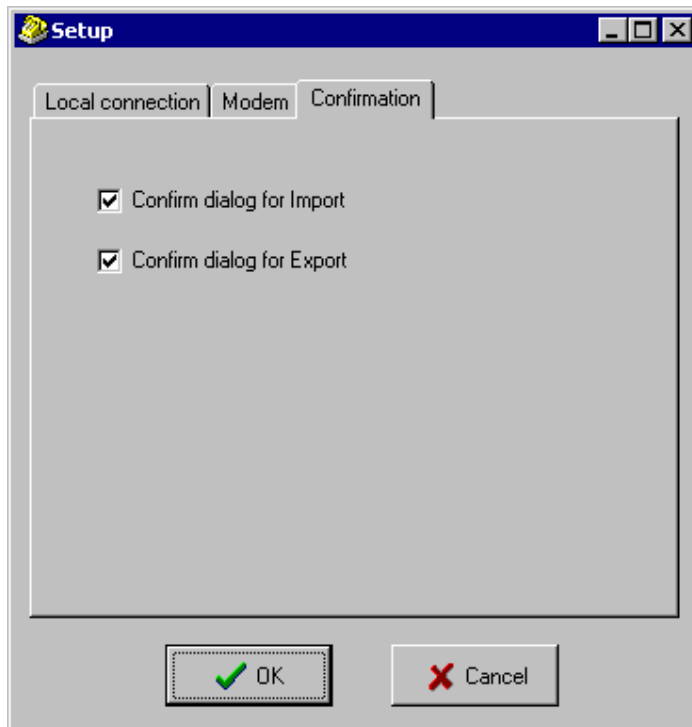 Setup
Local connection Modem Confirmation
Confirm dialog for Import
Confirm dialog for Export
OK Cancel